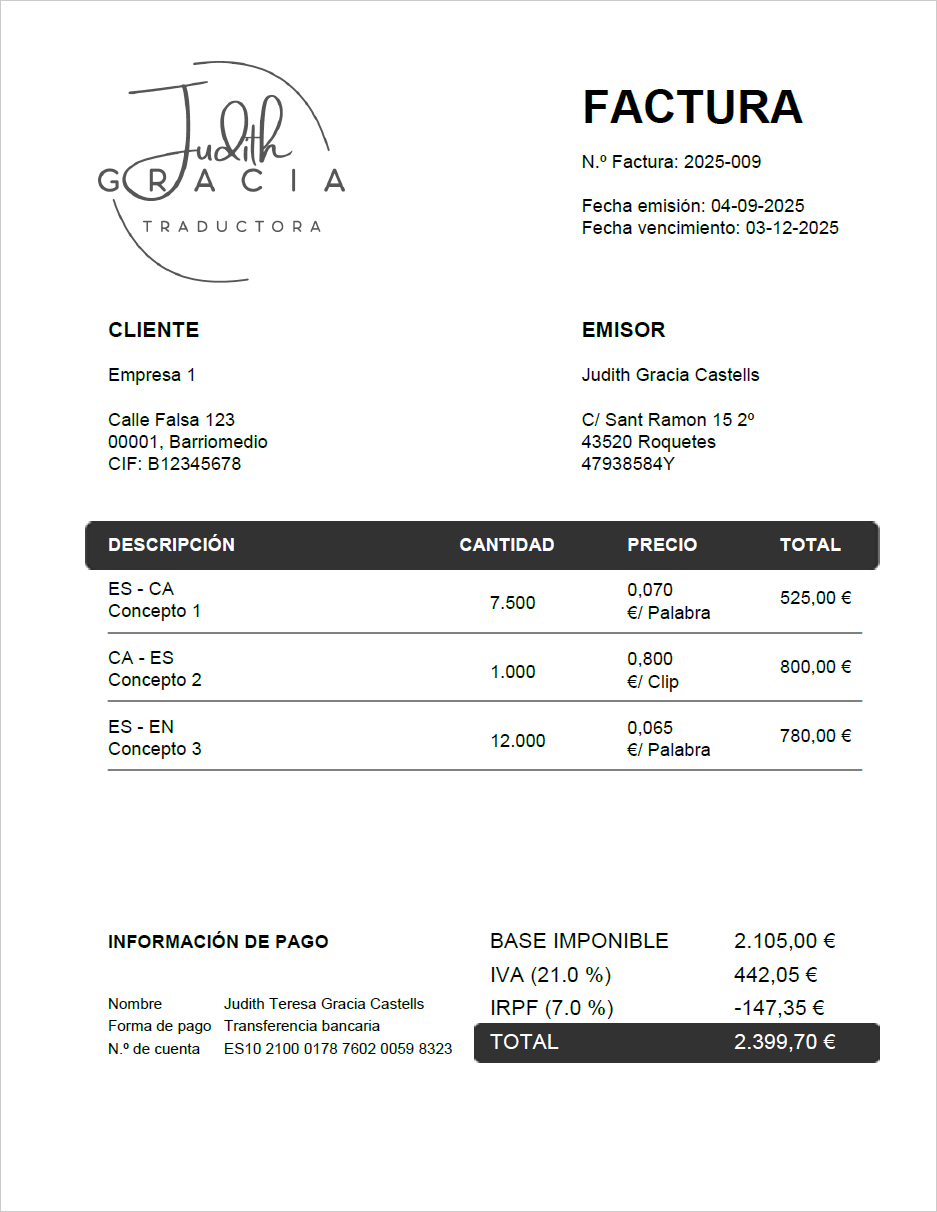 Judith
GRACIA
TRADUCTORA
FACTURA
N.º Factura: 2025-009
Fecha emisión: 04-09-2025
Fecha vencimiento: 03-12-2025
CLIENTE
Empresa 1
Calle Falsa 123
00001, Barriomedio
CIF: B12345678
EMISOR
Judith Gracia Castells
C/ Sant Ramon 15 2º
43520 Roquetes
47938584Y
DESCRIPCIÓN CANTIDAD PRECIO TOTAL
ES - CA
Concepto 1
7.500
0,070
€/ Palabra
525,00 €
CA - ES
Concepto 2
1.000
0,800
€/ Clip
800,00 €
ES - EN
Concepto 3
12.000
0,065
€/ Palabra
780,00 €
INFORMACIÓN DE PAGO
Nombre Judith Teresa Gracia Castells
Forma de pago Transferencia bancaria
N.º de cuenta ES10 2100 0178 7602 0059 8323
BASE IMPONIBLE 2.105,00 €
IVA (21.0 %) 442,05 €
IRPF (7.0 %) -147,35 €
TOTAL 2.399,70 €